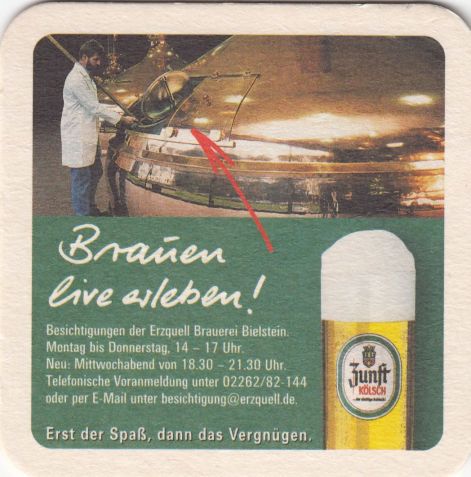 Brauen
live erleben!
Besichtigungen der Erzquell Brauerei Bielstein.
Montag bis Donnerstag, 14 – 17 Uhr.
Neu: Mittwochabend von 18.30 – 21.30 Uhr.
Telefonische Voranmeldung unter 02262/82-144
oder per E-Mail unter besichtigung@erzquell.de.
Erst der Spaß, dann das Vergnügen.
Zunft
KÖLSCH